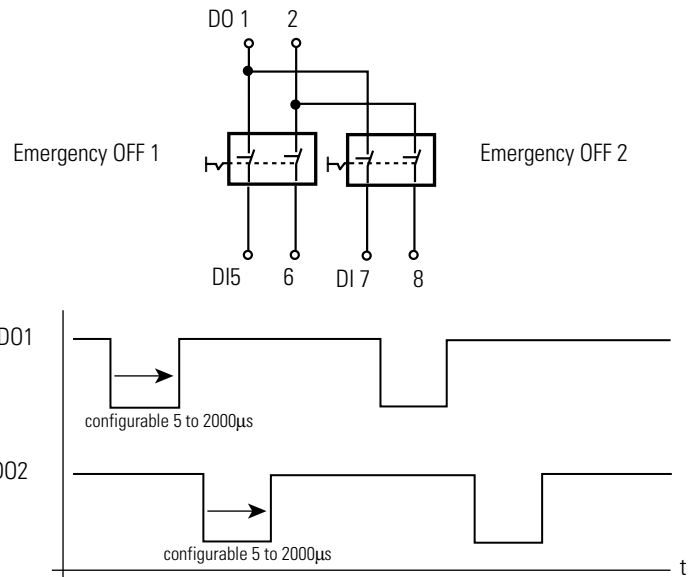 DO 1 2
Emergency OFF 1
Emergency OFF 2
DI5 6 DI 7 8
DO1
configurable 5 to 2000µs
DO2
configurable 5 to 2000µs
t